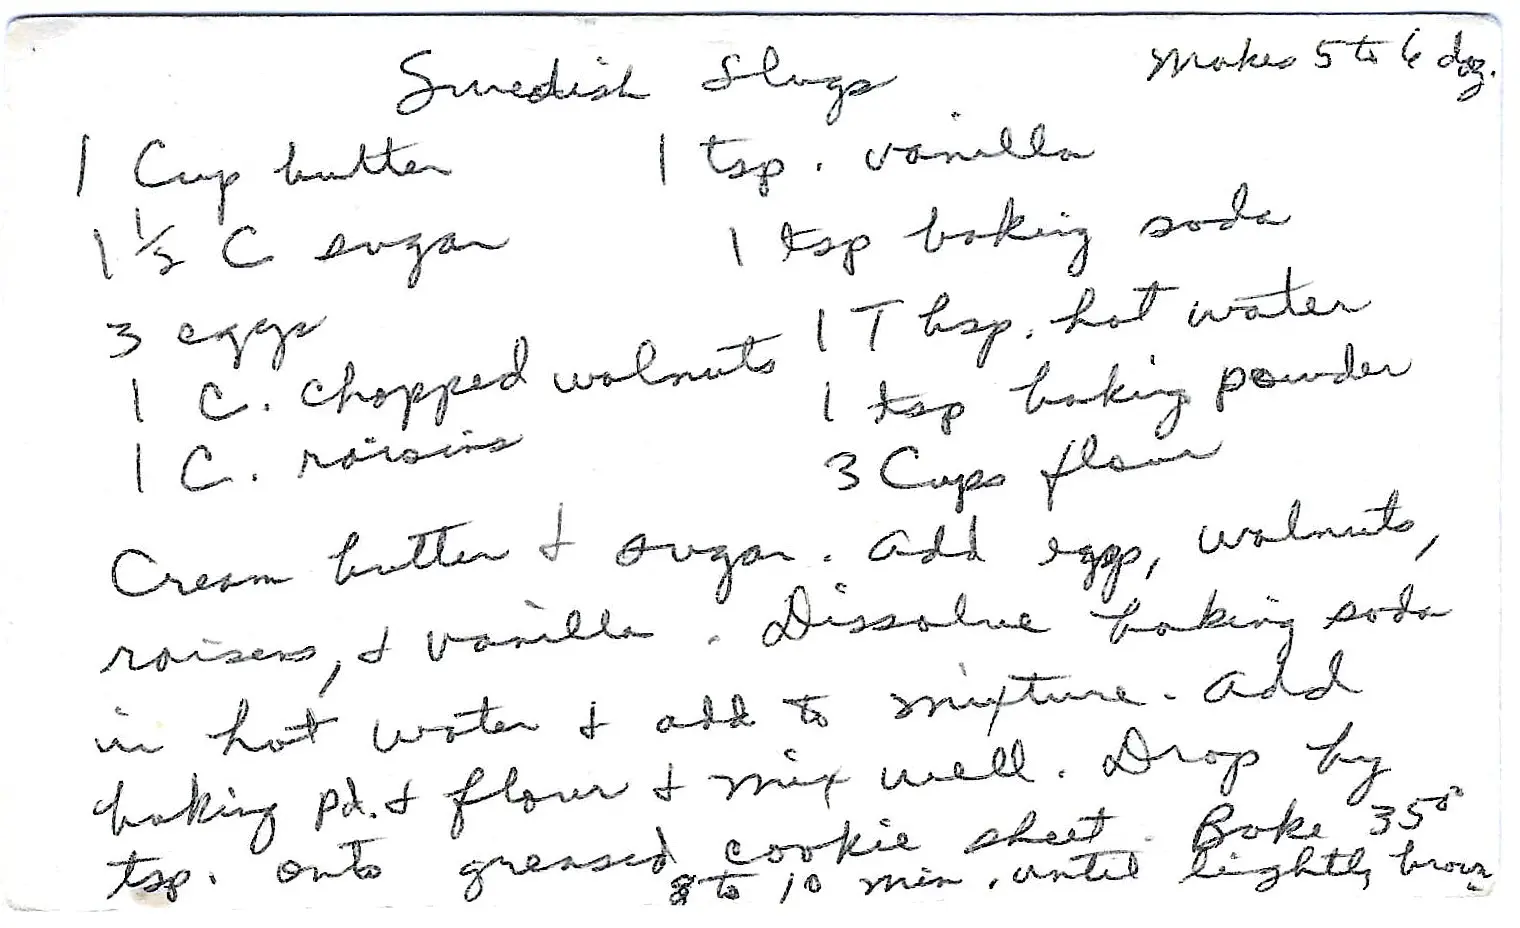 Swedish Slugs
Makes 5 to 6 doz.
1 Cup butter
1 1/2 C sugar
3 eggs
1 C. chopped walnuts
1 C. raisins
1 tsp. vanilla
1 tsp baking soda
1 Tbsp. hot water
1 tsp baking powder
3 Cups flour
Cream butter & sugar. Add eggs, walnuts,
raisens, & vanilla. Dissolve baking soda
in hot water & add to mixture. Add
baking pd. & flour & mix well. Drop by
tsp. onto greased cookie sheet. Bake 350°
8 to 10 min. until lightly brown